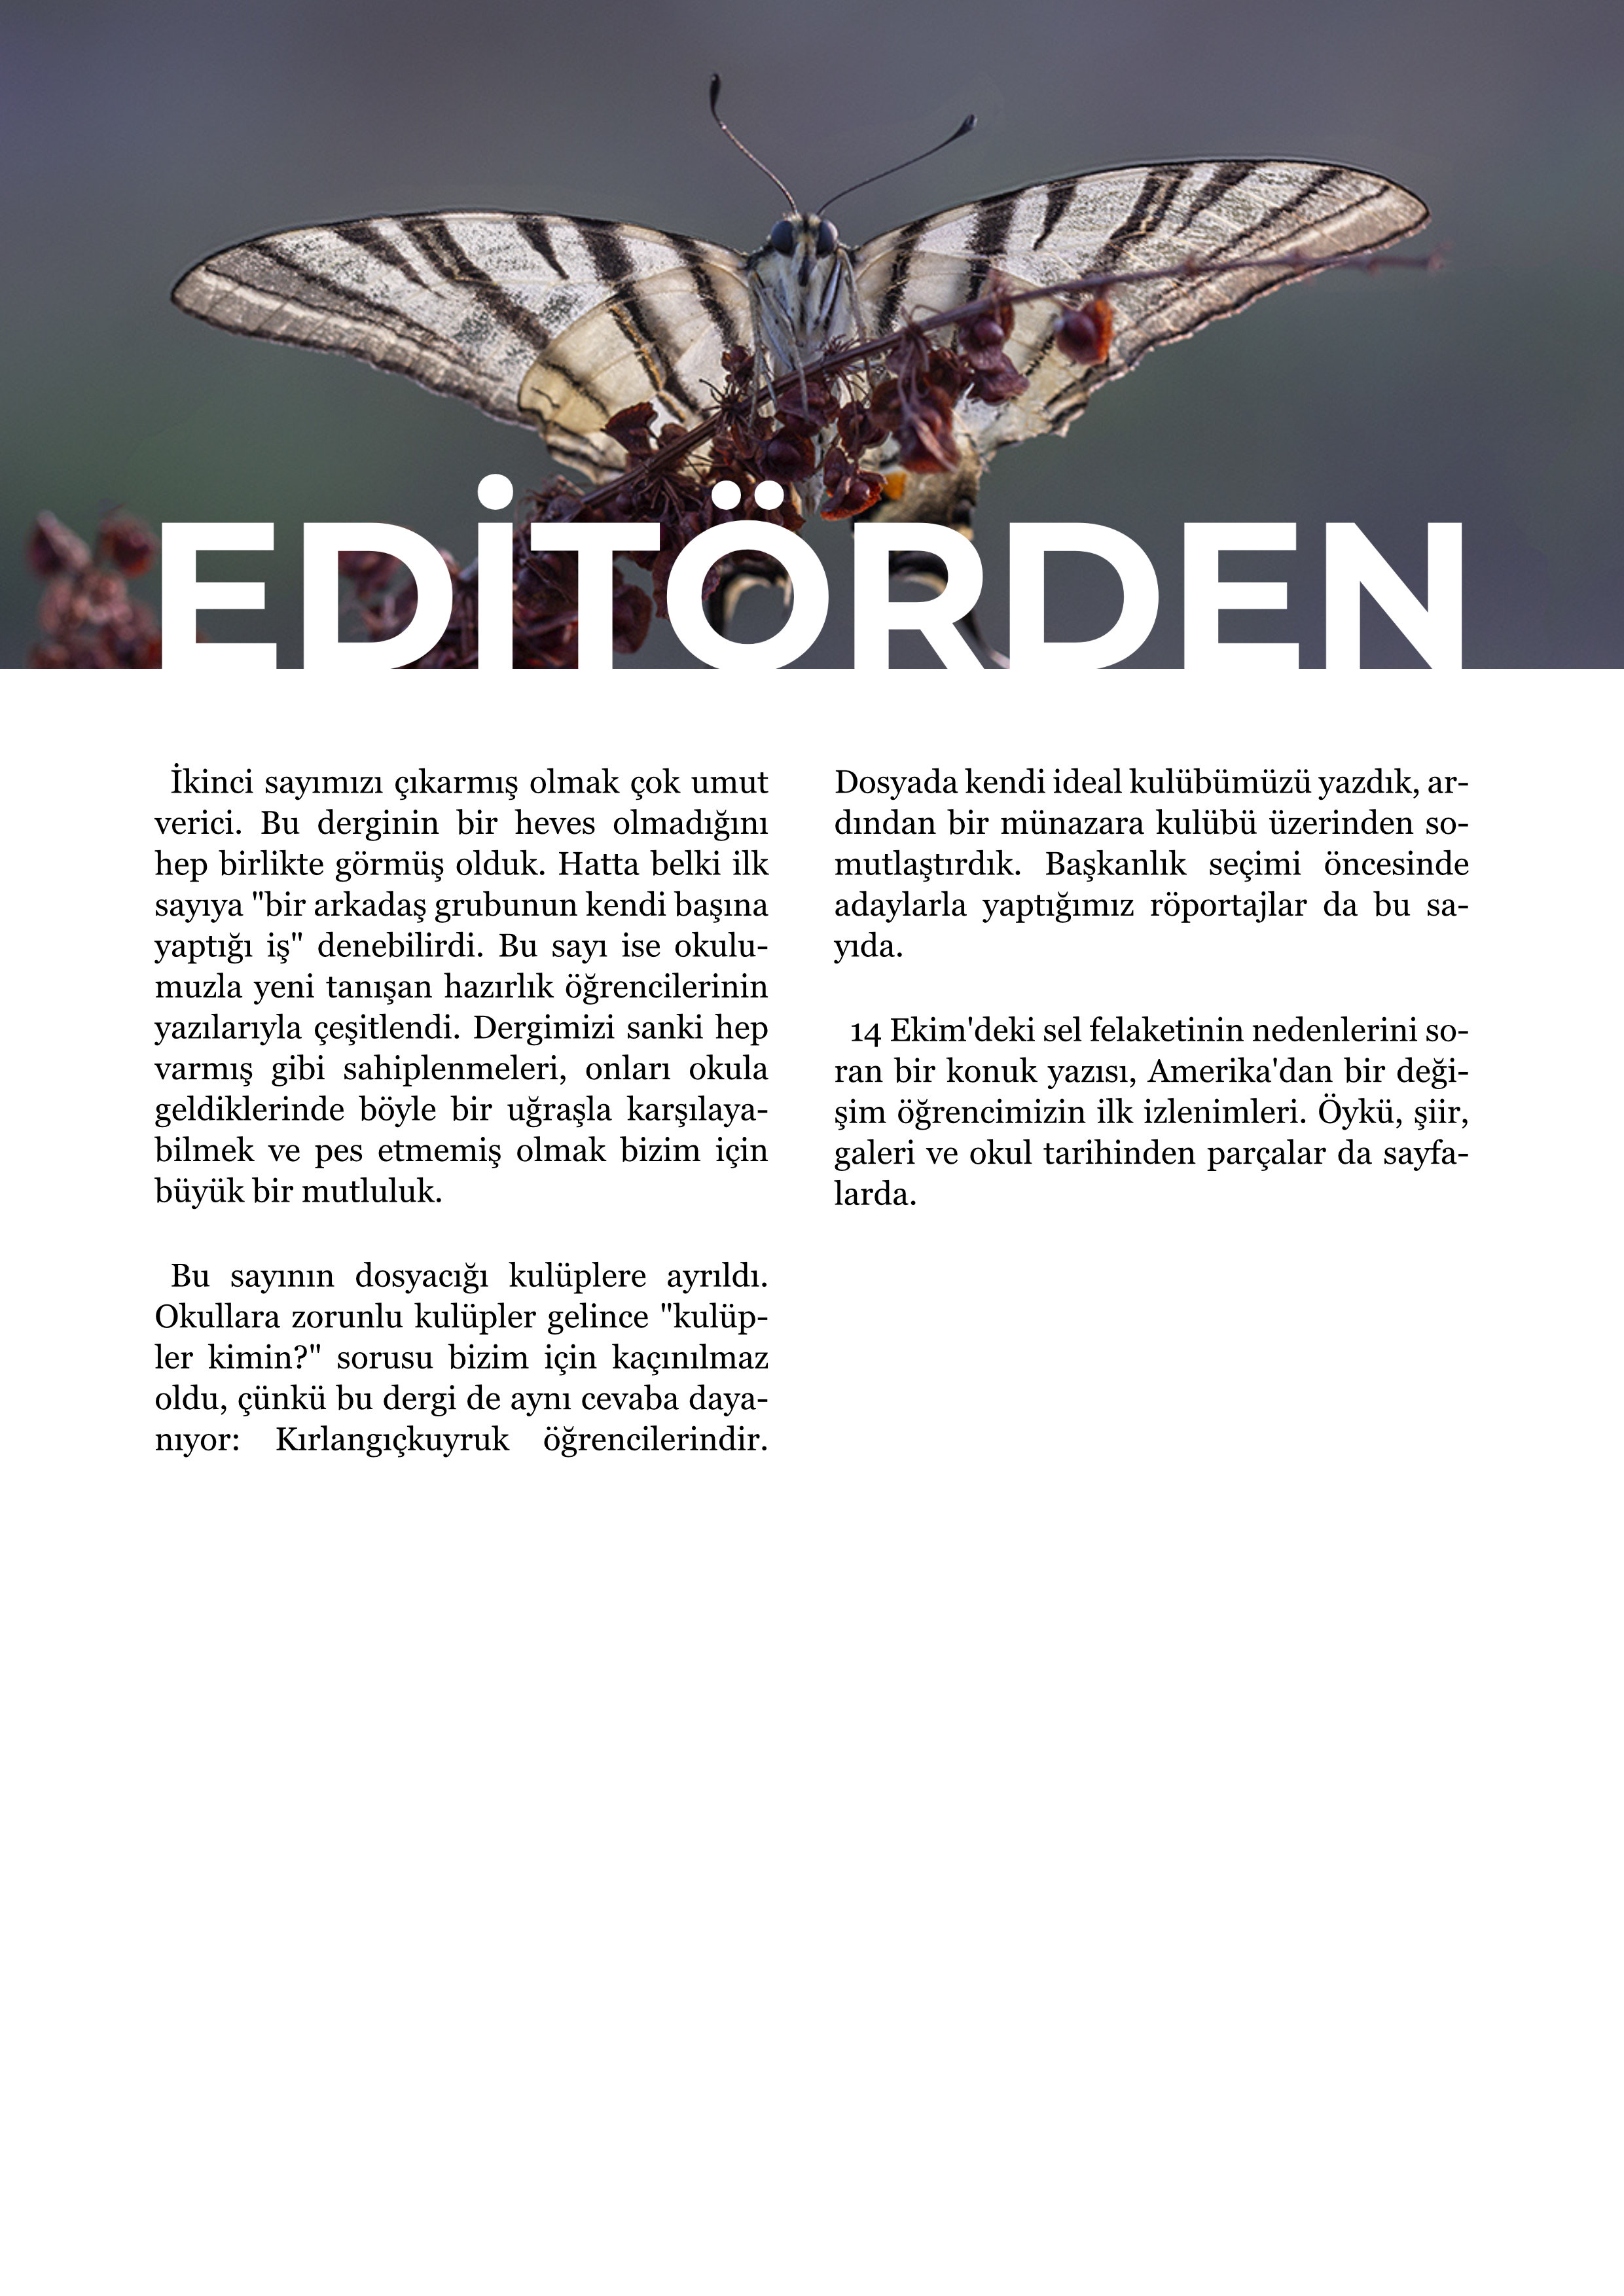 EDİTÖRDEN
İkinci sayımızı çıkarmış olmak çok umut
verici. Bu derginin bir heves olmadığını
hep birlikte görmüş olduk. Hatta belki ilk
sayıya "bir arkadaş grubunun kendi başına
yaptığı iş" denebilirdi. Bu sayı ise okulu-
muzla yeni tanışan hazırlık öğrencilerinin
yazılarıyla çeşitlendi. Dergimizi sanki hep
varmış gibi sahiplenmeleri, onları okula
geldiklerinde böyle bir uğraşla karşılaya-
bilmek ve pes etmemiş olmak bizim için
büyük bir mutluluk.
Bu sayının dosyacığı kulüplere ayrıldı.
Okullara zorunlu kulüpler gelince "kulüp-
ler kimin?" sorusu bizim için kaçınılmaz
oldu, çünkü bu dergi de aynı cevaba daya-
nıyor: Kırlangıçkuyruk öğrencilerindir.
Dosyada kendi ideal kulübümüzü yazdık, ar-
dından bir münazara kulübü üzerinden so-
mutlaştırdık. Başkanlık seçimi öncesinde
adaylarla yaptığımız röportajlar da bu sa-
yıda.
14 Ekim'deki sel felaketinin nedenlerini so-
ran bir konuk yazısı, Amerika'dan bir deği-
şim öğrencimizin ilk izlenimleri. Öykü, şiir,
galeri ve okul tarihinden parçalar da sayfa-
larda.